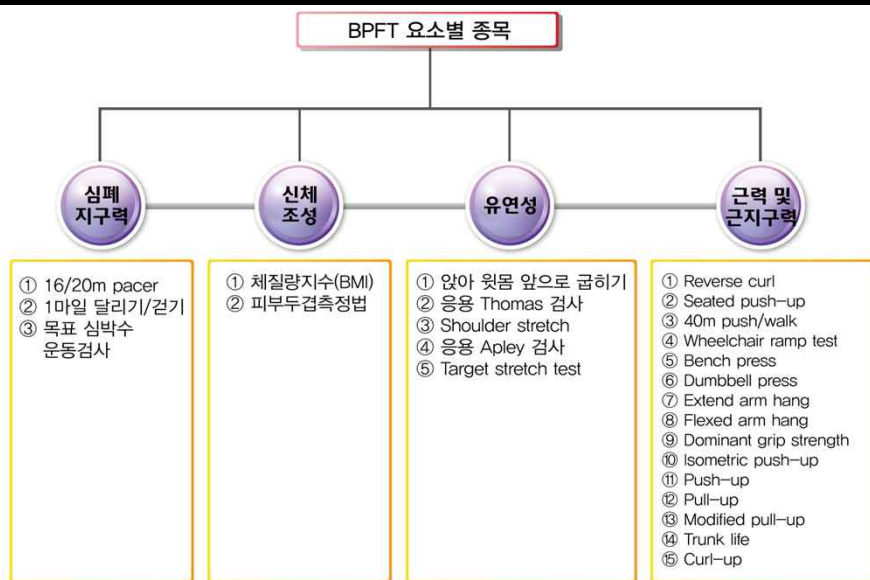 BPFT 요소별 종목
심폐
지구력
신체
조성
유연성
근력 및
근지구력
① 16/20m pacer
② 1마일 달리기/걷기
③ 목표 심박수
운동검사
① 체질량지수(BMI)
② 피부두겹측정법
① 앉아 윗몸 앞으로 굽히기
② 응용 Thomas 검사
③ Shoulder stretch
④ 응용 Apley 검사
⑤ Target stretch test
① Reverse curl
② Seated push-up
③ 40m push/walk
④ Wheelchair ramp test
⑤ Bench press
⑥ Dumbbell press
⑦ Extend arm hang
⑧ Flexed arm hang
⑨ Dominant grip strength
⑩ Isometric push-up
⑪ Push-up
⑫ Pull-up
⑬ Modified pull-up
⑭ Trunk life
⑮ Curl-up